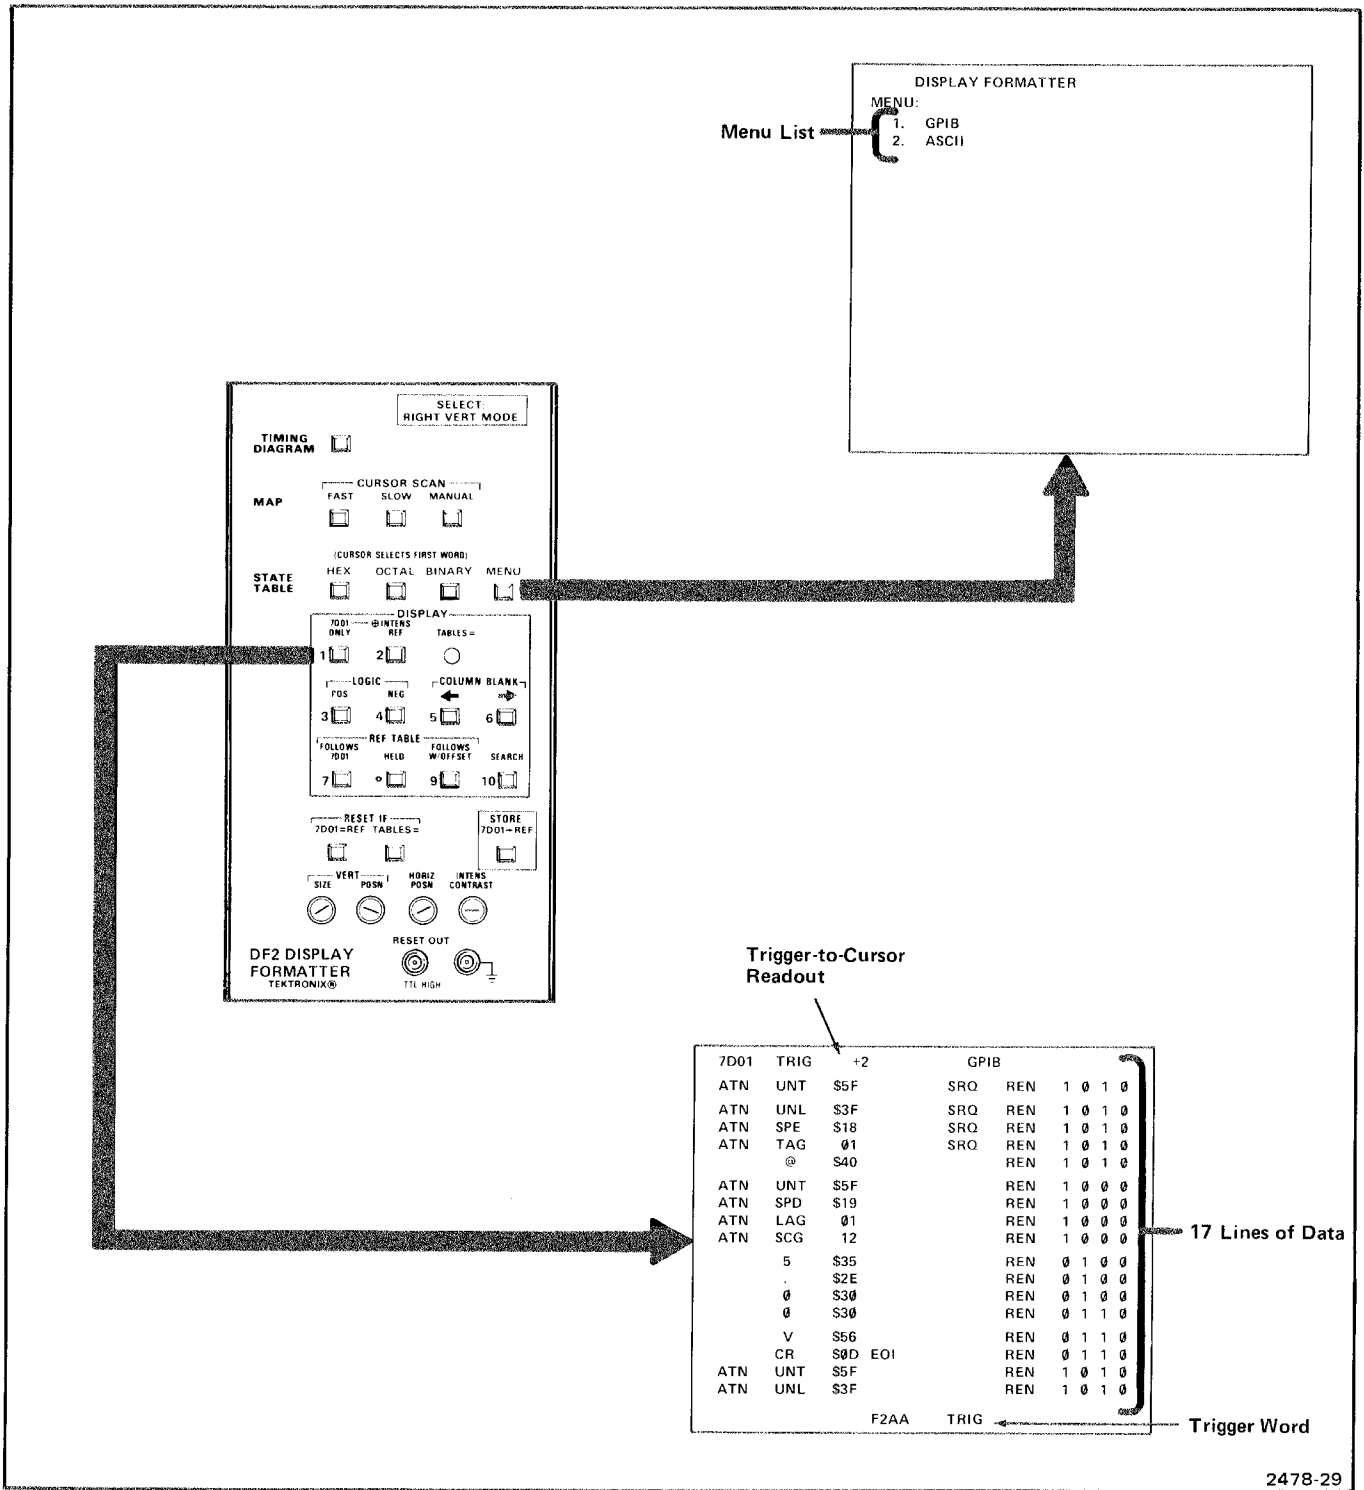 DISPLAY FORMATTER
MENU:
1. GPIB
2. ASCII
Menu List
SELECT:
RIGHT VERT MODE
TIMING
DIAGRAM
CURSOR SCAN
MAP FAST SLOW MANUAL
(CURSOR SELECTS FIRST WORD)
STATE
TABLE
HEX OCTAL BINARY MENU
DISPLAY
7D01
ONLY
⊕INTENS
REF
TABLES =
1 2
LOGIC COLUMN BLANK
POS NEG
3 4 5 6
REF TABLE
FOLLOWS
7D01
HELD
FOLLOWS
W/OFFSET
SEARCH
7 9 10
RESET IF
7D01=REF TABLES=
STORE
7D01→REF
VERT
SIZE POSN
HORIZ
POSN
INTENS
CONTRAST
RESET OUT
DF2 DISPLAY
FORMATTER
TEKTRONIX®
TTL HIGH
Trigger-to-Cursor
Readout
7D01 TRIG +2 GPIB
ATN UNT $5F SRQ REN 1 0 1 0
ATN UNL $3F SRQ REN 1 0 1 0
ATN SPE $18 SRQ REN 1 0 1 0
ATN TAG 01 SRQ REN 1 0 1 0
@ $40 REN 1 0 1 0
ATN UNT $5F REN 1 0 0 0
ATN SPD $19 REN 1 0 0 0
ATN LAG 01 REN 1 0 0 0
ATN SCG 12 REN 1 0 0 0
5 $35 REN 0 1 0 0
. $2E REN 0 1 0 0
0 $30 REN 0 1 0 0
0 $30 REN 0 1 1 0
V $56 REN 0 1 1 0
CR $0D EOI REN 0 1 1 0
ATN UNT $5F REN 1 0 1 0
ATN UNL $3F REN 1 0 1 0
F2AA TRIG
17 Lines of Data
Trigger Word
2478-29